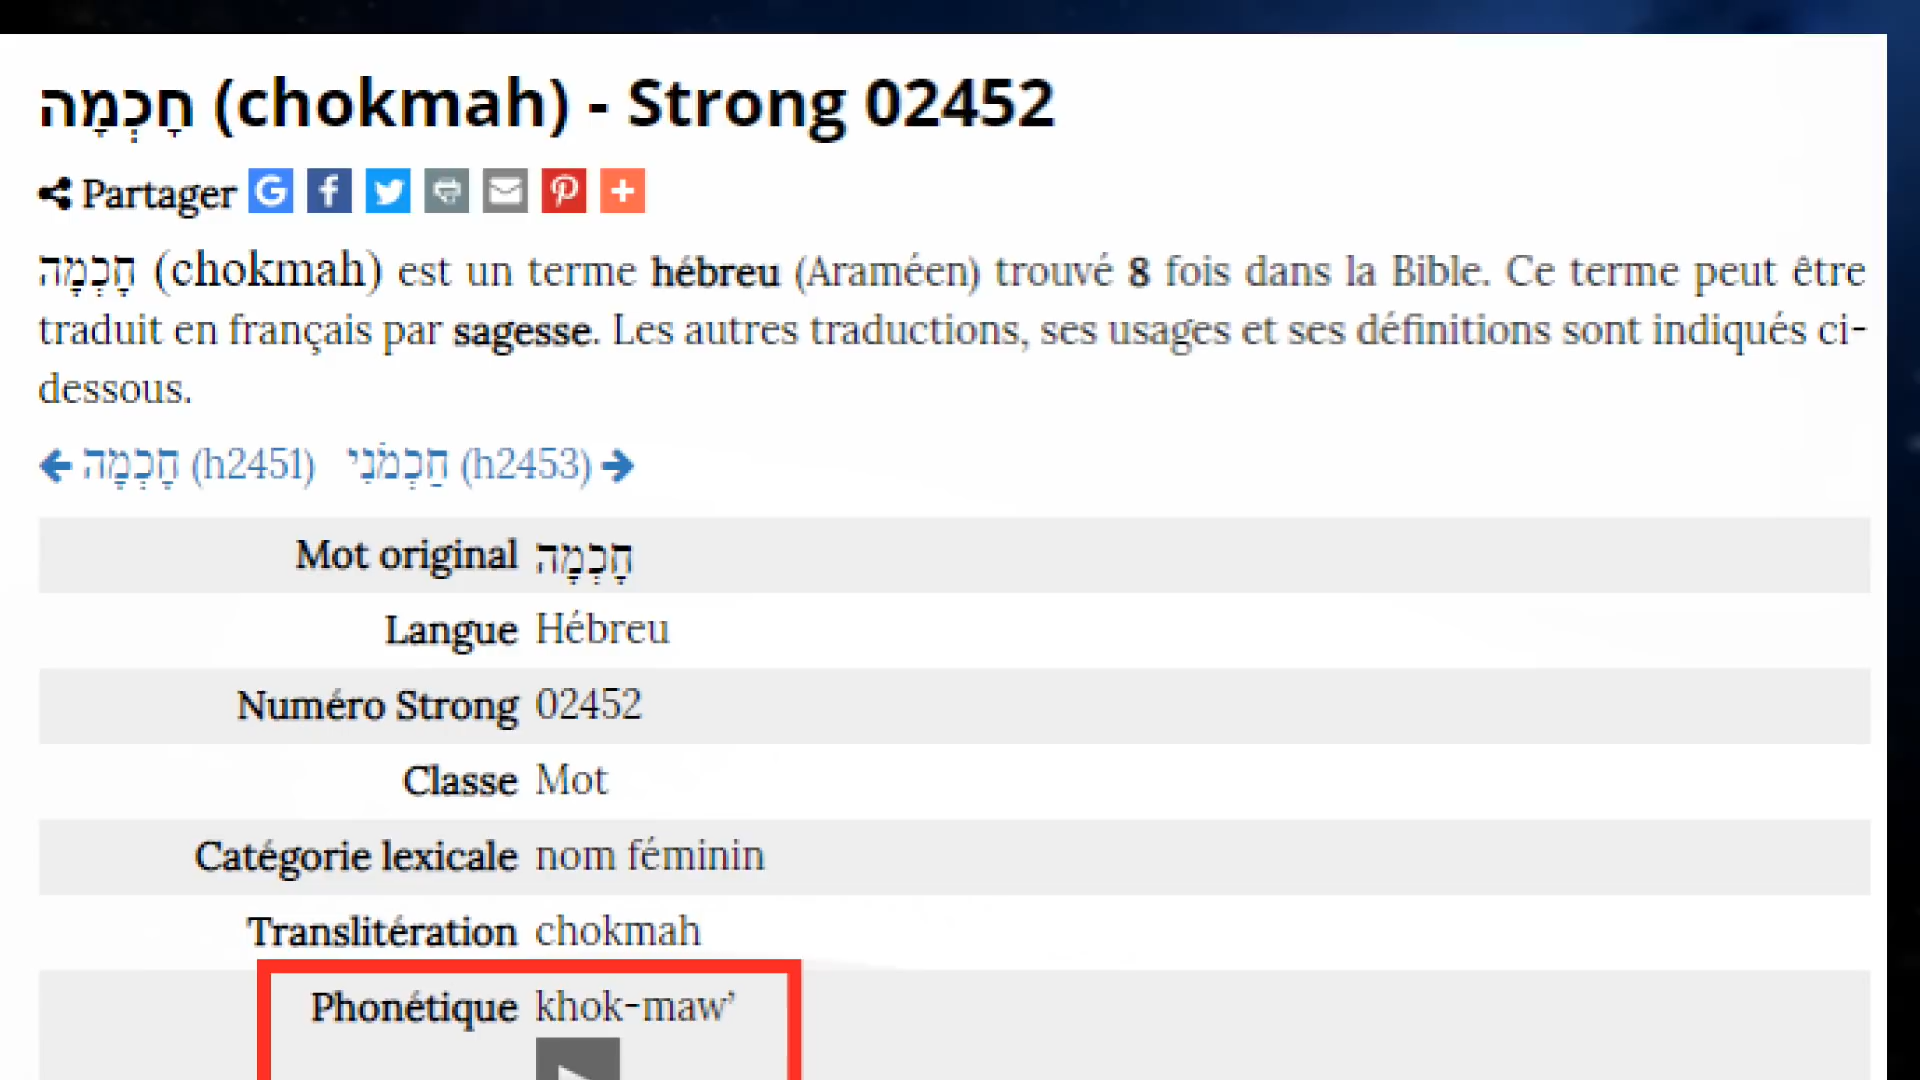 חָכְמָה (chokmah) - Strong 02452
Partager
חָכְמָה (chokmah) est un terme hébreu (Araméen) trouvé 8 fois dans la Bible. Ce terme peut être
traduit en français par sagesse. Les autres traductions, ses usages et ses définitions sont indiqués ci-
dessous.
חָכְמָה (h2451) חַכְמֹנִי (h2453)
Mot original חָכְמָה
Langue Hébreu
Numéro Strong 02452
Classe Mot
Catégorie lexicale nom féminin
Translitération chokmah
Phonétique khok-maw’